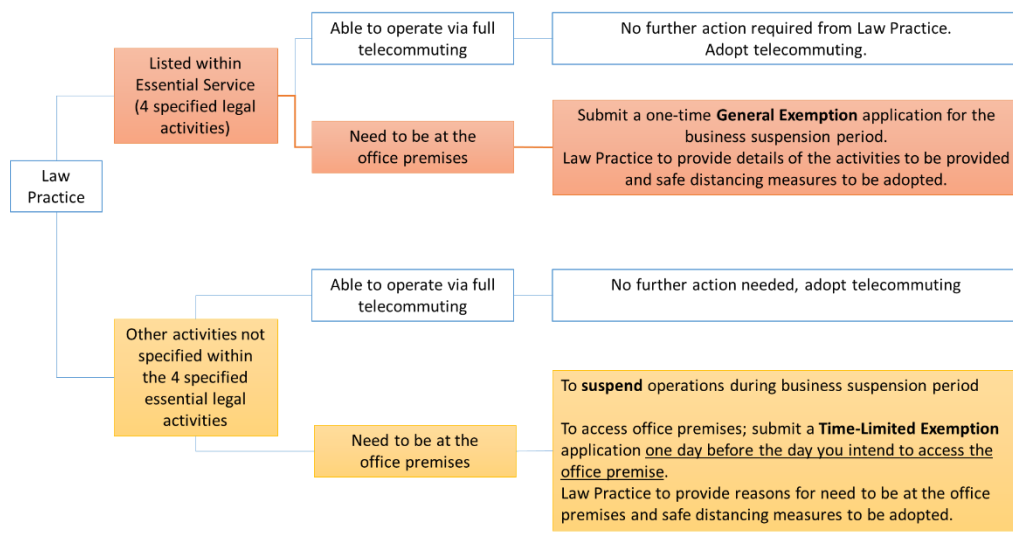 Law
Practice
Listed within
Essential Service
(4 specified legal
activities)
Able to operate via full
telecommuting
No further action required from Law Practice.
Adopt telecommuting.
Need to be at the
office premises
Submit a one-time General Exemption application for the
business suspension period.
Law Practice to provide details of the activities to be provided
and safe distancing measures to be adopted.
Other activities not
specified within
the 4 specified
essential legal
activities
Able to operate via full
telecommuting
No further action needed, adopt telecommuting
Need to be at the
office premises
To suspend operations during business suspension period
To access office premises; submit a Time-Limited Exemption
application one day before the day you intend to access the
office premise.
Law Practice to provide reasons for need to be at the office
premises and safe distancing measures to be adopted.